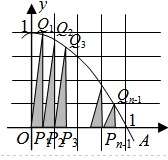 y
1 Q₁ Q₂ Q₃
Qₙ₋₁
1
O P₁ P₂ P₃ Pₙ₋₁ A